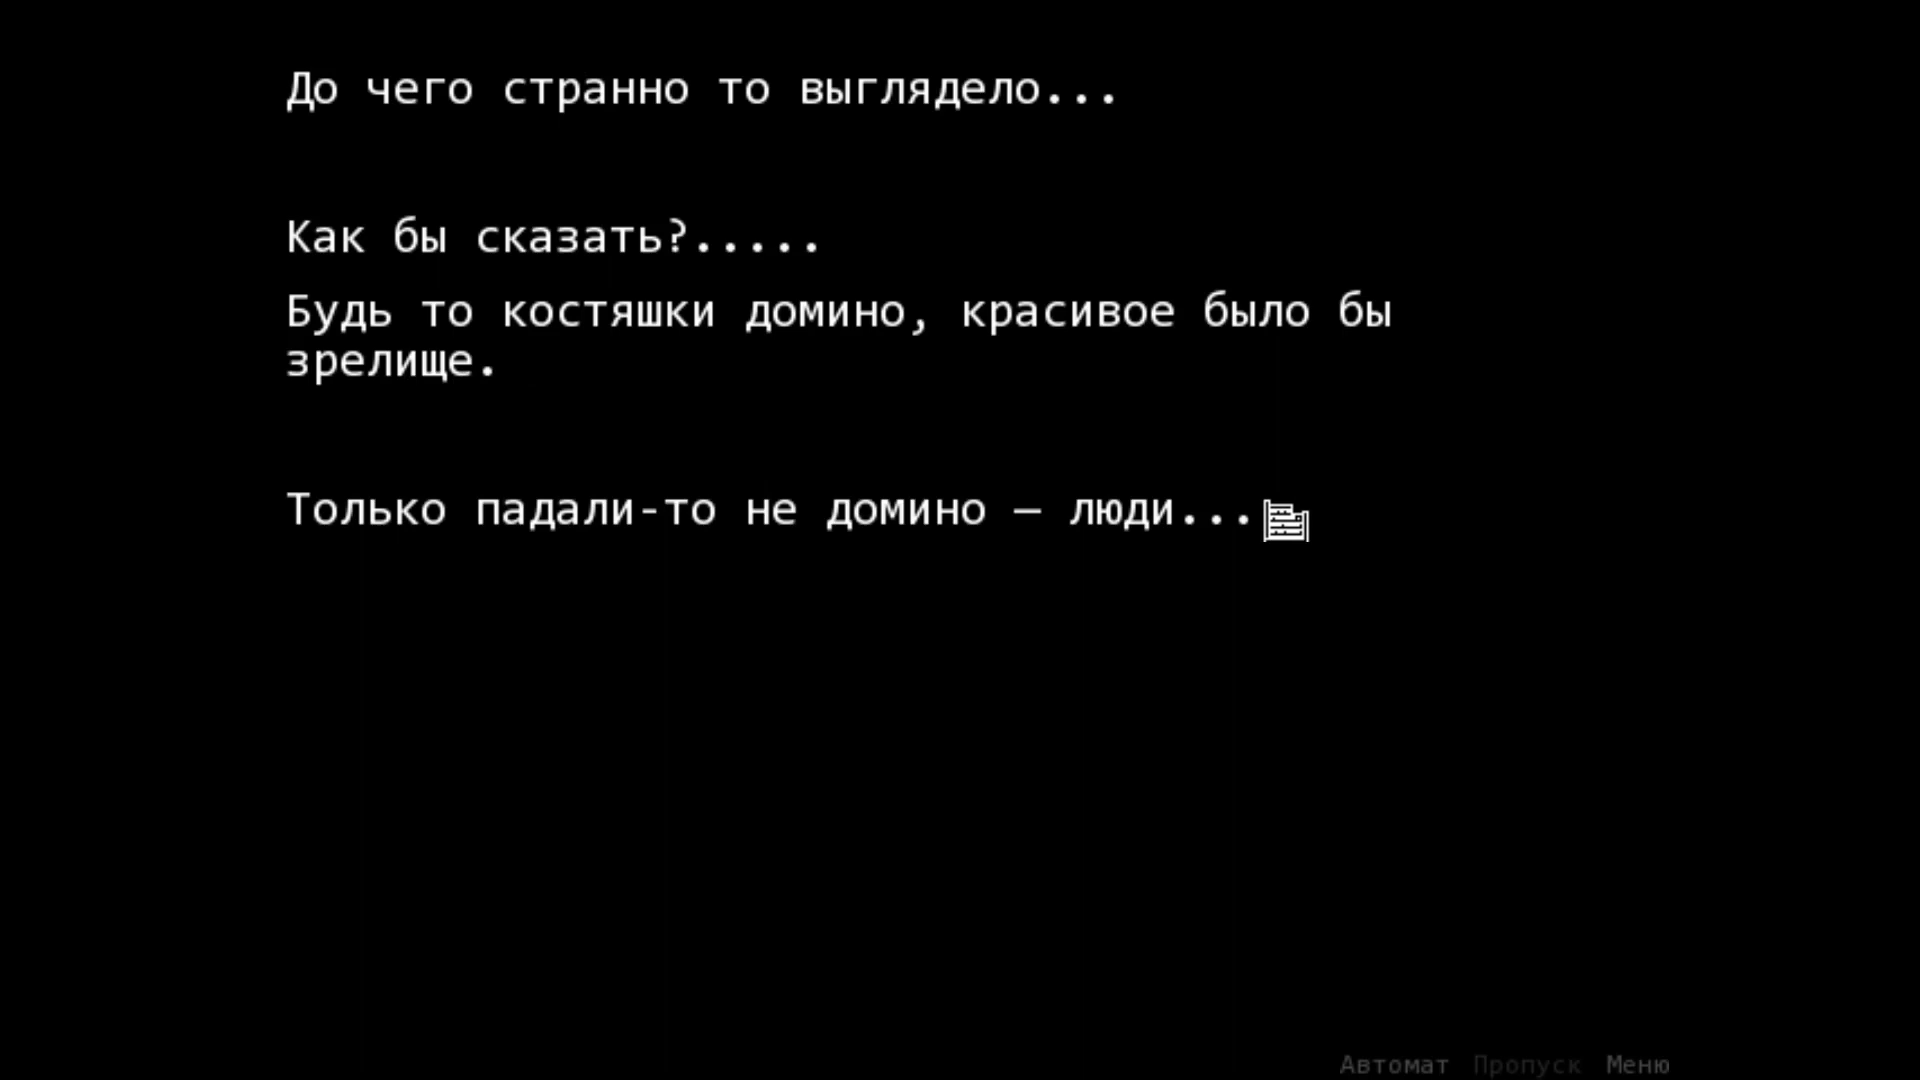 До чего странно то выглядело...
Как бы сказать?.....
Будь то костяшки домино, красивое было бы
зрелище.
Только падали-то не домино — люди...
Автомат Пропуск Меню